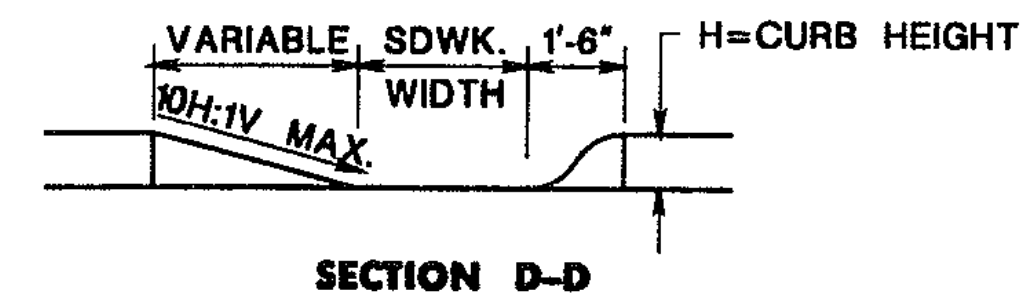 VARIABLE
SDWK.
WIDTH
1'-6"
H=CURB HEIGHT
10H:1V MAX.
SECTION D-D